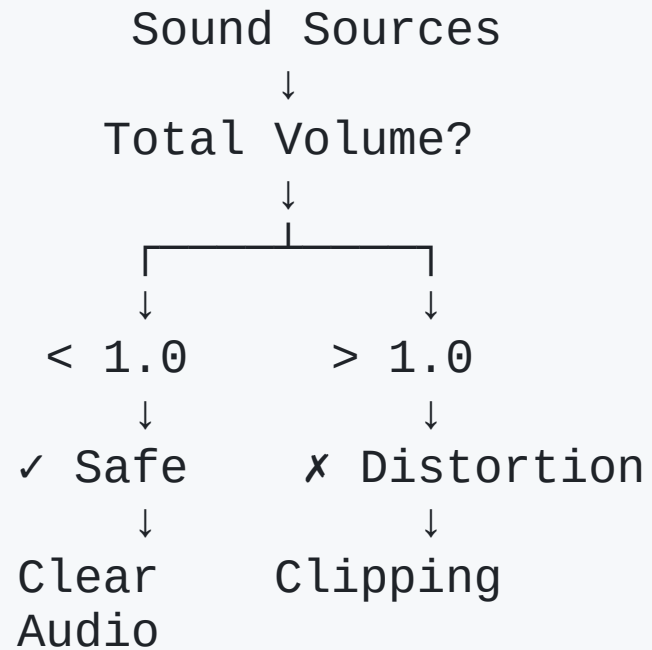 Sound Sources
↓
Total Volume?
↓
┌────┴────┐
↓ ↓
< 1.0 > 1.0
↓ ↓
✓ Safe ✗ Distortion
↓ ↓
Clear Clipping
Audio